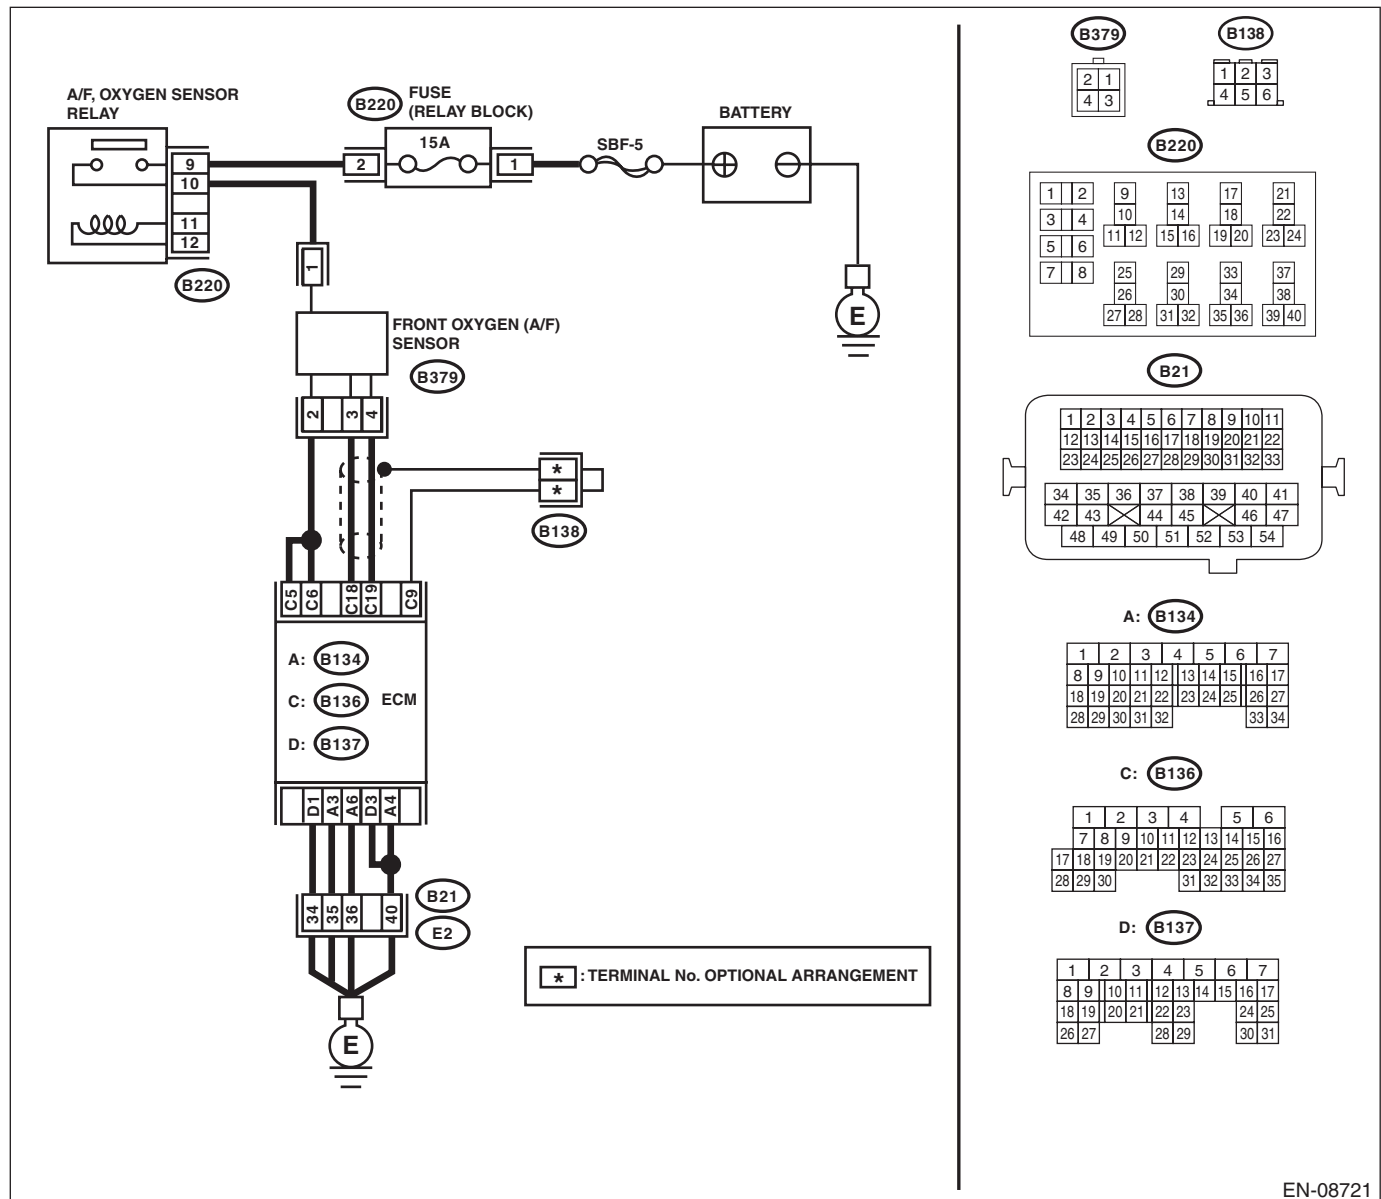 A/F, OXYGEN SENSOR
RELAY
9
10
11
12
B220
B220
FUSE
(RELAY BLOCK)
15A
2
1
SBF-5
BATTERY
E
1
FRONT OXYGEN (A/F)
SENSOR
B379
2
3
4
*
*
B138
C5
C6
C18
C19
C9
A: B134
C: B136
ECM
D: B137
D1
A3
A6
D3
A4
34
35
36
40
B21
E2
E
* : TERMINAL No. OPTIONAL ARRANGEMENT
B379
2 1
4 3
B138
1 2 3
4 5 6
B220
1 2 9 13 17 21
3 4 10 14 18 22
11 12 15 16 19 20 23 24
5 6
7 8 25 29 33 37
26 30 34 38
27 28 31 32 35 36 39 40
B21
1 2 3 4 5 6 7 8 9 10 11
12 13 14 15 16 17 18 19 20 21 22
23 24 25 26 27 28 29 30 31 32 33
34 35 36 37 38 39 40 41
42 43 44 45 46 47
48 49 50 51 52 53 54
A: B134
1 2 3 4 5 6 7
8 9 10 11 12 13 14 15 16 17
18 19 20 21 22 23 24 25 26 27
28 29 30 31 32 33 34
C: B136
1 2 3 4 5 6
7 8 9 10 11 12 13 14 15 16
17 18 19 20 21 22 23 24 25 26 27
28 29 30 31 32 33 34 35
D: B137
1 2 3 4 5 6 7
8 9 10 11 12 13 14 15 16 17
18 19 20 21 22 23 24 25
26 27 28 29 30 31
EN-08721